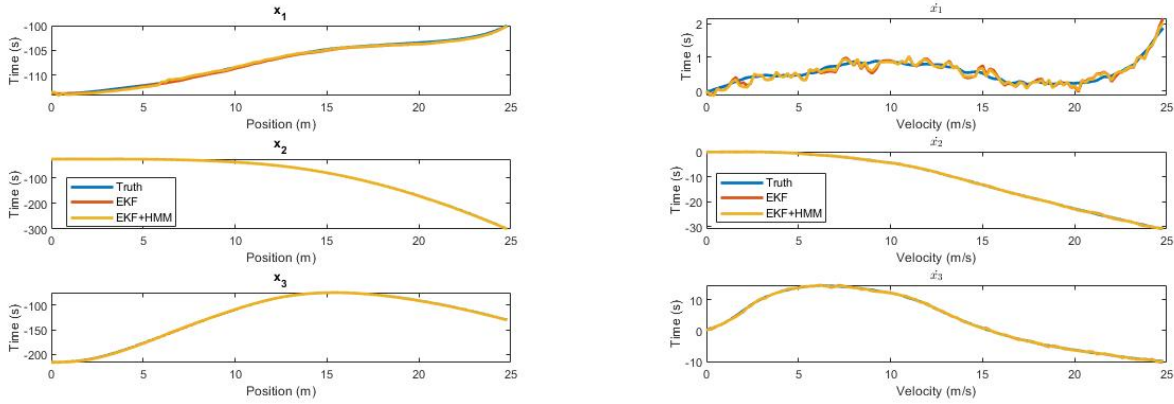 x1
-100
-105
-110
Time (s)
0 5 10 15 20 25
Position (m)
x2
-100
-200
-300
Time (s)
Truth
EKF
EKF+HMM
0 5 10 15 20 25
Position (m)
x3
-100
-150
-200
Time (s)
0 5 10 15 20 25
Position (m)
ẋ1
2
1
0
Time (s)
0 5 10 15 20 25
Velocity (m/s)
ẋ2
0
-10
-20
-30
Time (s)
Truth
EKF
EKF+HMM
0 5 10 15 20 25
Velocity (m/s)
ẋ3
10
0
-10
Time (s)
0 5 10 15 20 25
Velocity (m/s)